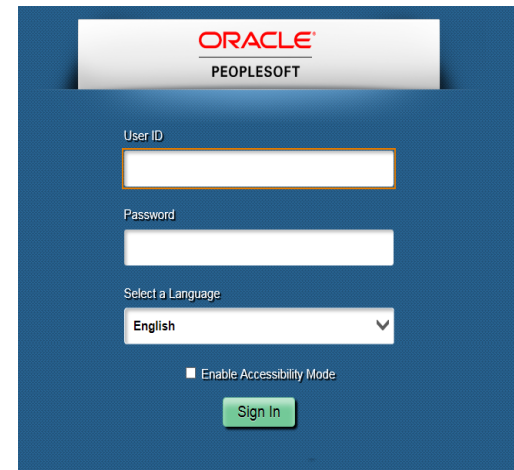 ORACLE®
PEOPLESOFT
User ID
Password
Select a Language
English
Enable Accessibility Mode
Sign In